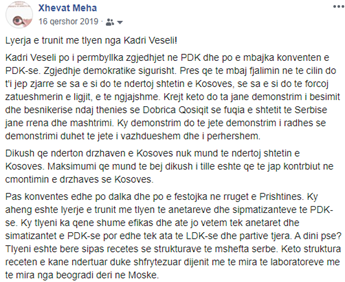 Xhevat Meha
16 qershor 2019 ·
Lyerja e trunit me tlyen nga Kadri Veseli!
Kadri Veseli po i permbyllka zgjedhjet ne PDK dhe po e mbajka konventen e
PDK-se. Zgjedhje demokratike sigurisht. Pres qe te mbaj fjalimin ne te cilin do
t'i jep zjarre se sa e si do te ndertoj shtetin e Kosoves, se sa e si do te forcoj
zatueshmerin e ligjit, e te ngjajshme. Krejt keto do ta jane demonstrim i besimit
dhe besnikerise ndaj thenies se Dobrica Qosiqit se fuqia e shtetit te Serbise
jane rrena dhe mashtrimi. Ky demonstrim do te jete demonstrim i radhes se
demonstrimi duhet te jete i vazhdueshem dhe i perhershem.
Dikush qe nderton drzhaven e Kosoves nuk mund te ndertoj shtetin e
Kosoves. Maksimumi qe mund te bej dikush i tille eshte qe te jap kontribiut ne
cmontimin e drzhaves se Kosoves.
Pas konventes edhe po dalka dhe po e festojka ne rruget e Prishtines. Ky
aheng eshte lyerje e trunit me tlyen te anetareve dhe sipmatizanteve te PDK-
se. Ky tlyeni ka qene shume efikas dhe ate jo vetem tek anetaret dhe
simatizantet e PDK-se por edhe tek ata te LDK-se dhe partive tjera. A dini pse?
Tlyeni eshte bere sipas recetes se strukturave te mshefta serbe. Keto struktura
receten e kane ndertuar duke shfrytezuar dijenit me te mira te laboratoreve me
te mira nga beogradi deri ne Moske.